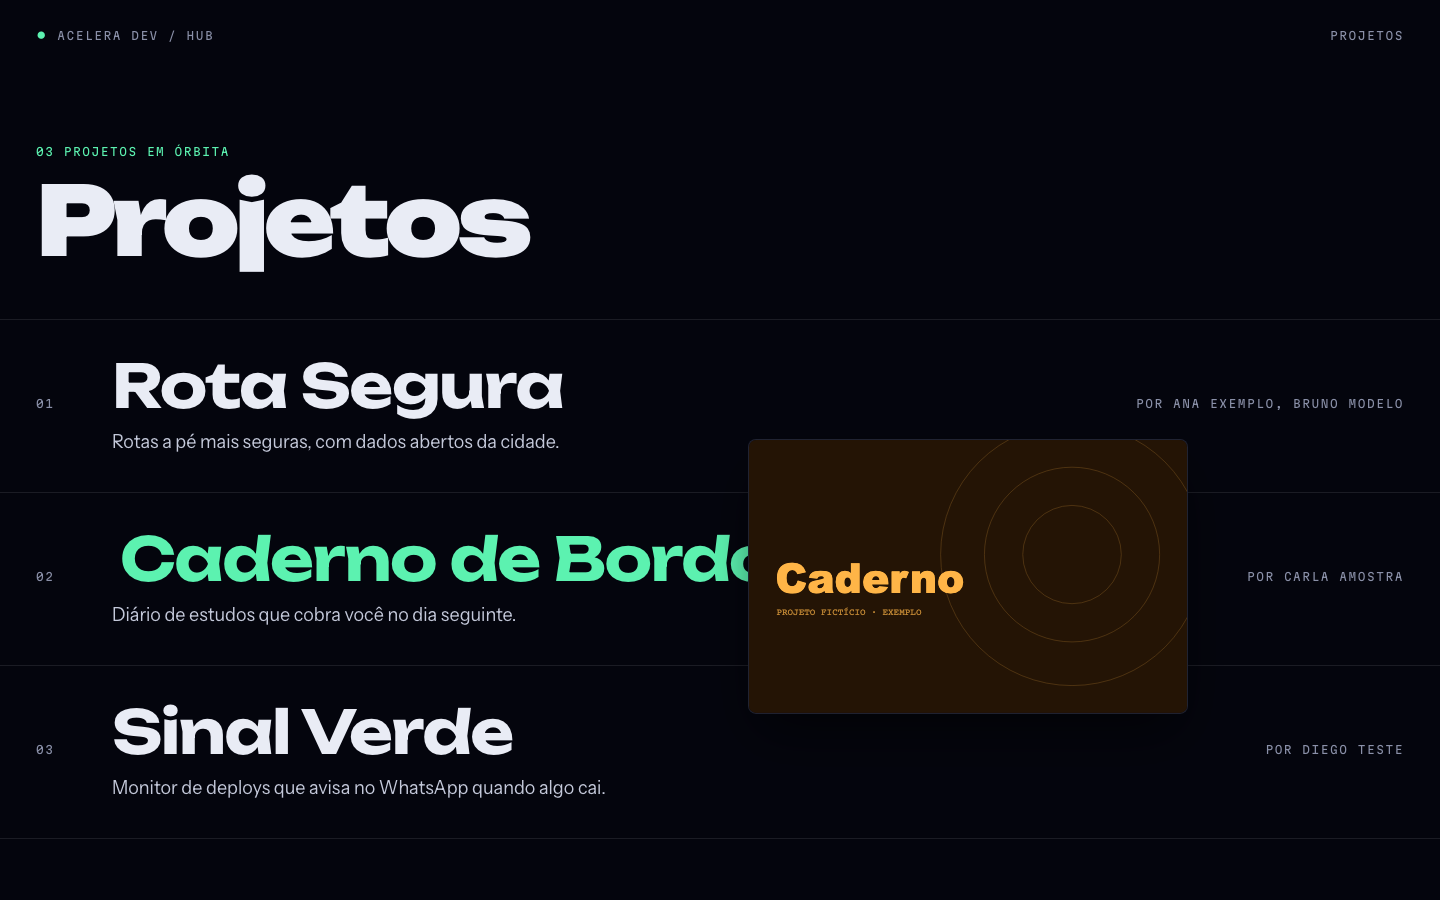 ACELERA DEV / HUB
PROJETOS
03 PROJETOS EM ÓRBITA
Projetos
01
Rota Segura
Rotas a pé mais seguras, com dados abertos da cidade.
POR ANA EXEMPLO, BRUNO MODELO
02
Caderno de Bordo
Diário de estudos que cobra você no dia seguinte.
Caderno
PROJETO FICTÍCIO · EXEMPLO
POR CARLA AMOSTRA
03
Sinal Verde
Monitor de deploys que avisa no WhatsApp quando algo cai.
POR DIEGO TESTE